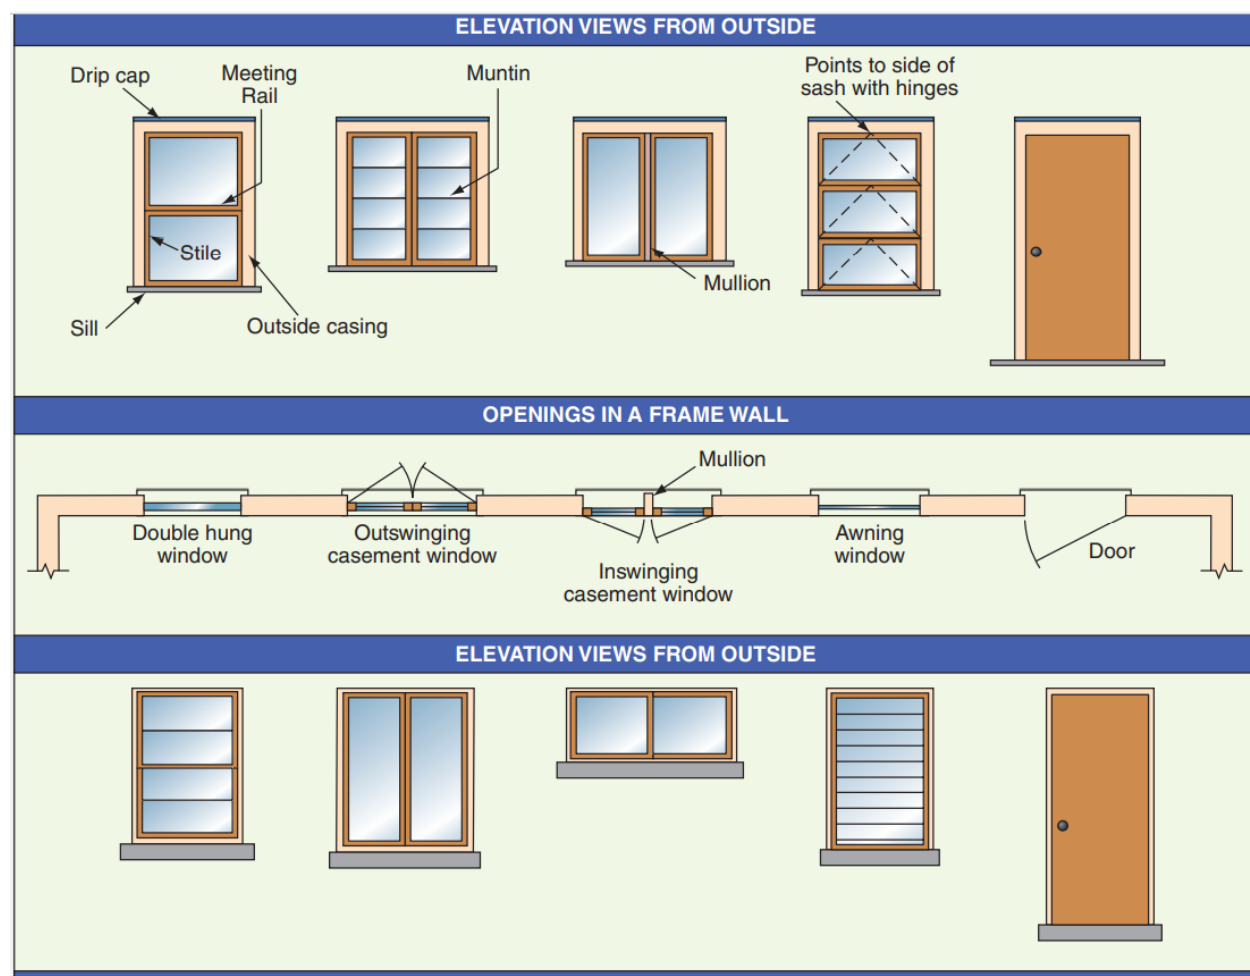 ELEVATION VIEWS FROM OUTSIDE
Drip cap
Meeting
Rail
Muntin
Points to side of
sash with hinges
Stile
Mullion
Sill
Outside casing
OPENINGS IN A FRAME WALL
Mullion
Double hung
window
Outswinging
casement window
Inswinging
casement window
Awning
window
Door
ELEVATION VIEWS FROM OUTSIDE